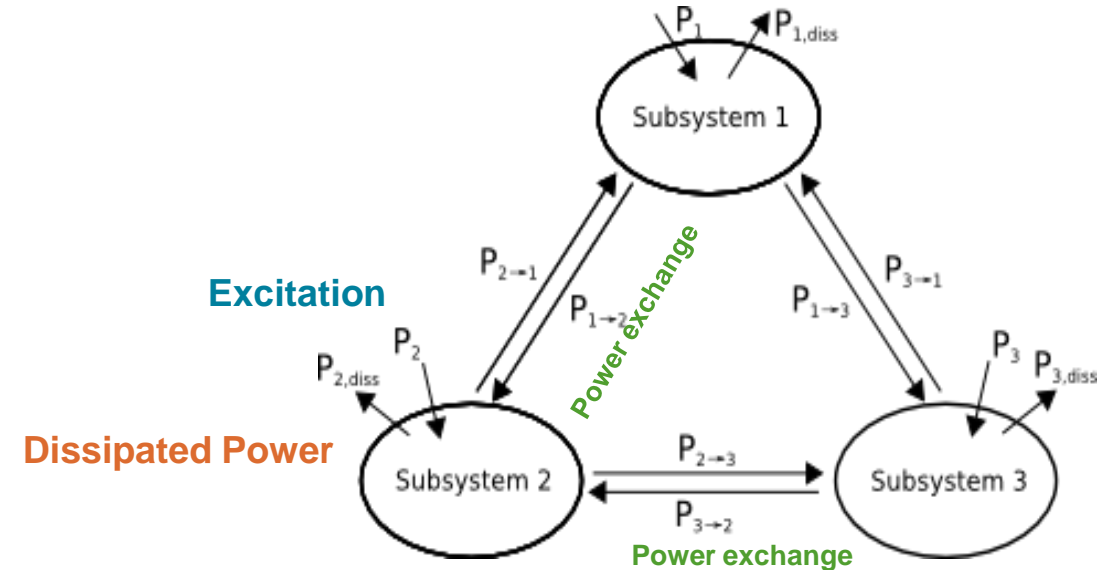 P₁
P₁,diss
Subsystem 1
P₂→₁
P₃→₁
Excitation
P₁→₂
P₁→₃
Power exchange
P₂
P₃
P₂,diss
P₃,diss
Dissipated Power
P₂→₃
Subsystem 2
Subsystem 3
P₃→₂
Power exchange